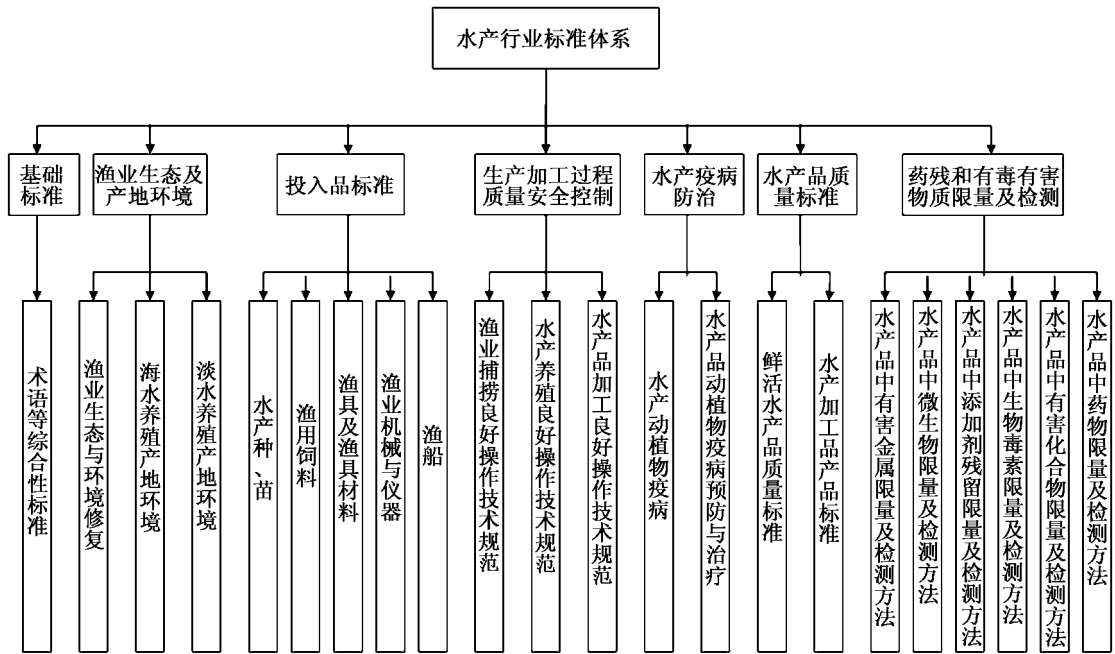 水产行业标准体系
基础
标准
渔业生态及
产地环境
投入品标准
生产加工过程
质量安全控制
水产疫病
防治
水产品质
量标准
药残和有毒有害
物质限量及检测
术语等综合性标准
渔业生态与环境修复
海水养殖产地环境
淡水养殖产地环境
水产种、苗
渔用饲料
渔具及渔具材料
渔业机械与仪器
渔船
渔业捕捞良好操作技术规范
水产养殖良好操作技术规范
水产品加工良好操作技术规范
水产动植物疫病
水产品动植物疫病预防与治疗
鲜活水产品质量标准
水产加工品产品标准
水产品中有害金属限量及检测方法
水产品中微生物限量及检测方法
水产品中添加剂残留限量及检测方法
水产品中生物毒素限量及检测方法
水产品中有害化合物限量及检测方法
水产品中药物限量及检测方法